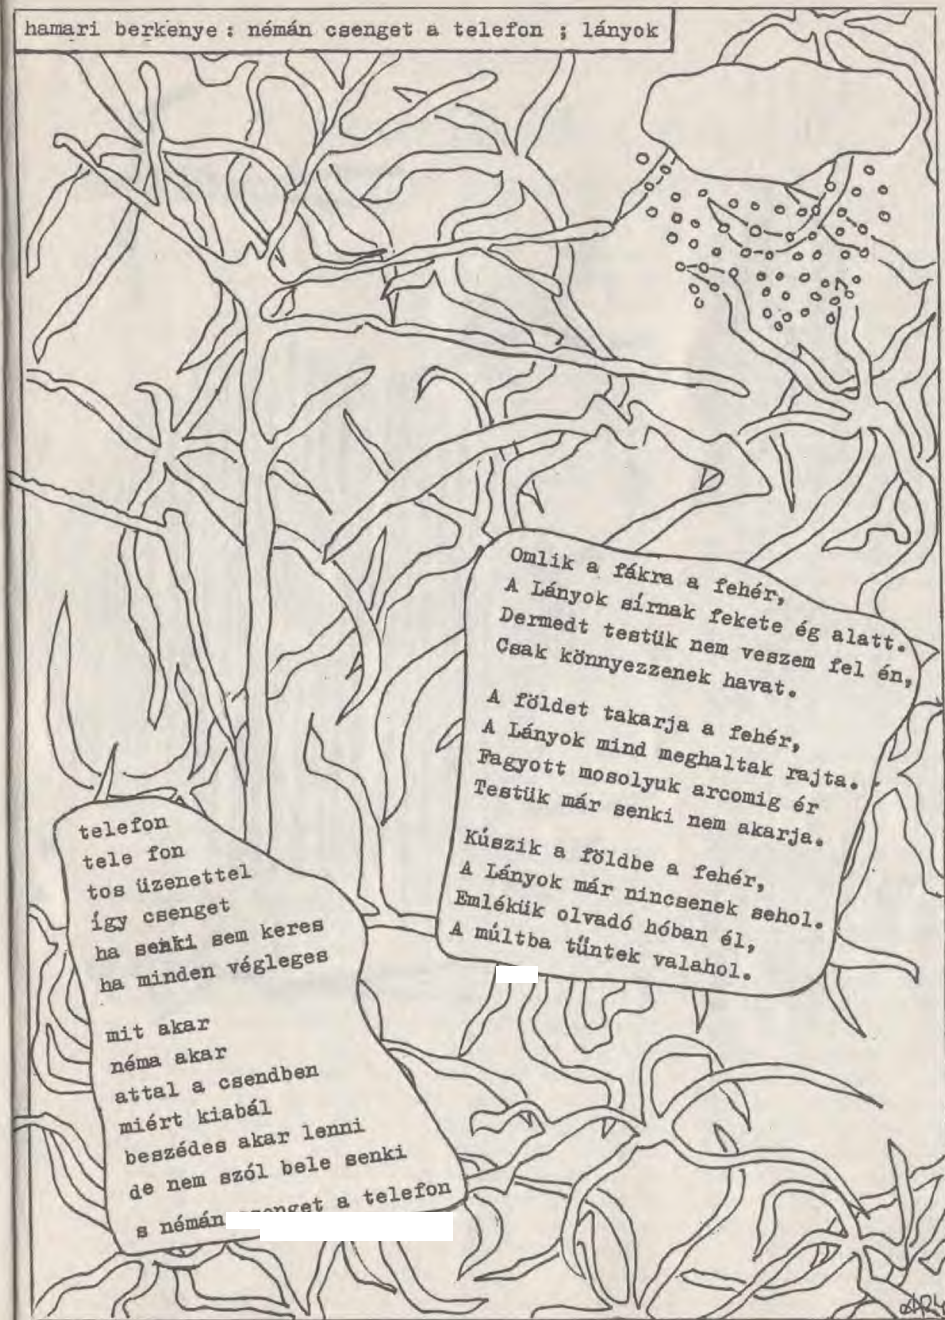 hamari berkenye: némán csenget a telefon ; lányok
Omlik a fákra a fehér,
A Lányok sírnak fekete ég alatt.
Dermedt testük nem veszem fel én,
Csak könnyezzenek havat.
A földet takarja a fehér,
A Lányok mind meghaltak rajta.
Fagyott mosolyuk arcomig ér
Testük már senki nem akarja.
Kúszik a földbe a fehér,
A Lányok már nincsenek sehol.
Emlékük olvadó hóban él,
A múltba tűntek valahol.
telefon
tele fon
tos üzenettel
így csenget
ha senki sem keres
ha minden végleges
mit akar
néma akar
attal a csendben
miért kiabál
beszédes akar lenni
de nem szól bele senki
s némán a telefon